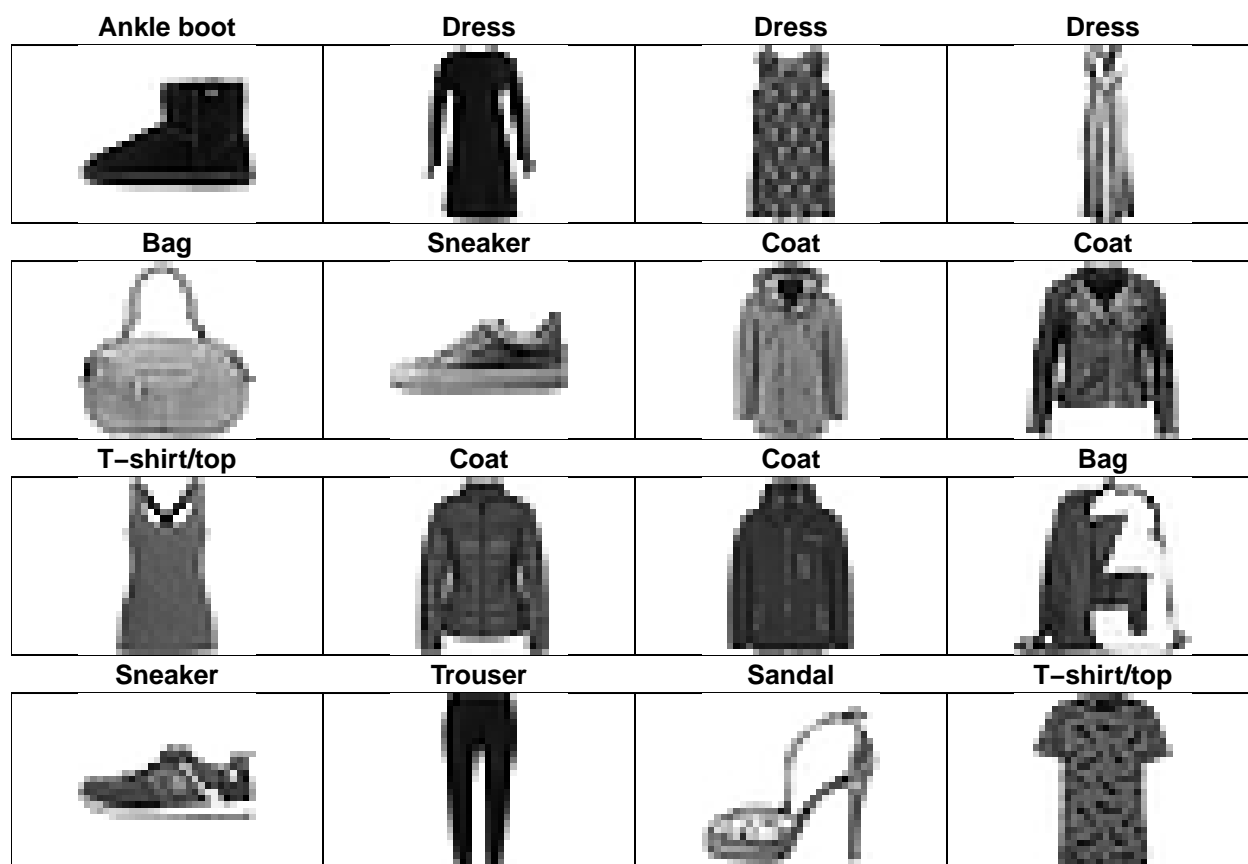 Ankle boot Dress Dress Dress
Bag Sneaker Coat Coat
T−shirt/top Coat Coat Bag
Sneaker Trouser Sandal T−shirt/top